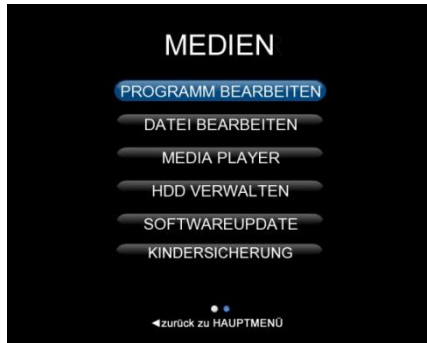 MEDIEN
PROGRAMM BEARBEITEN
DATEI BEARBEITEN
MEDIA PLAYER
HDD VERWALTEN
SOFTWAREUPDATE
KINDERSICHERUNG
◄zurück zu HAUPTMENÜ